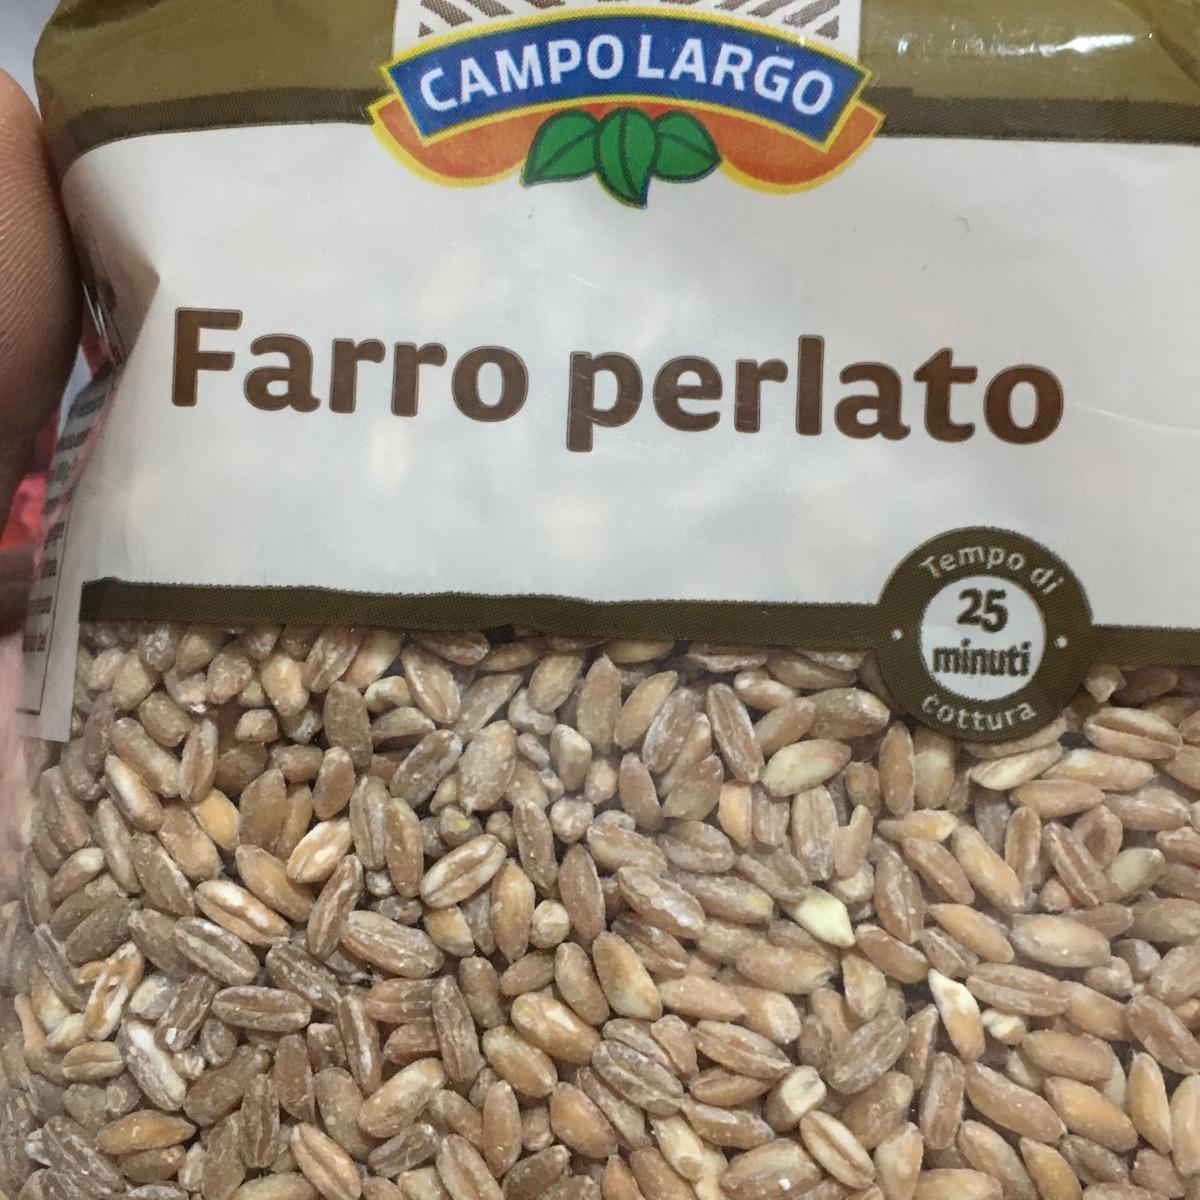 CAMPO LARGO
Farro perlato
Tempo di
25
minuti
cottura